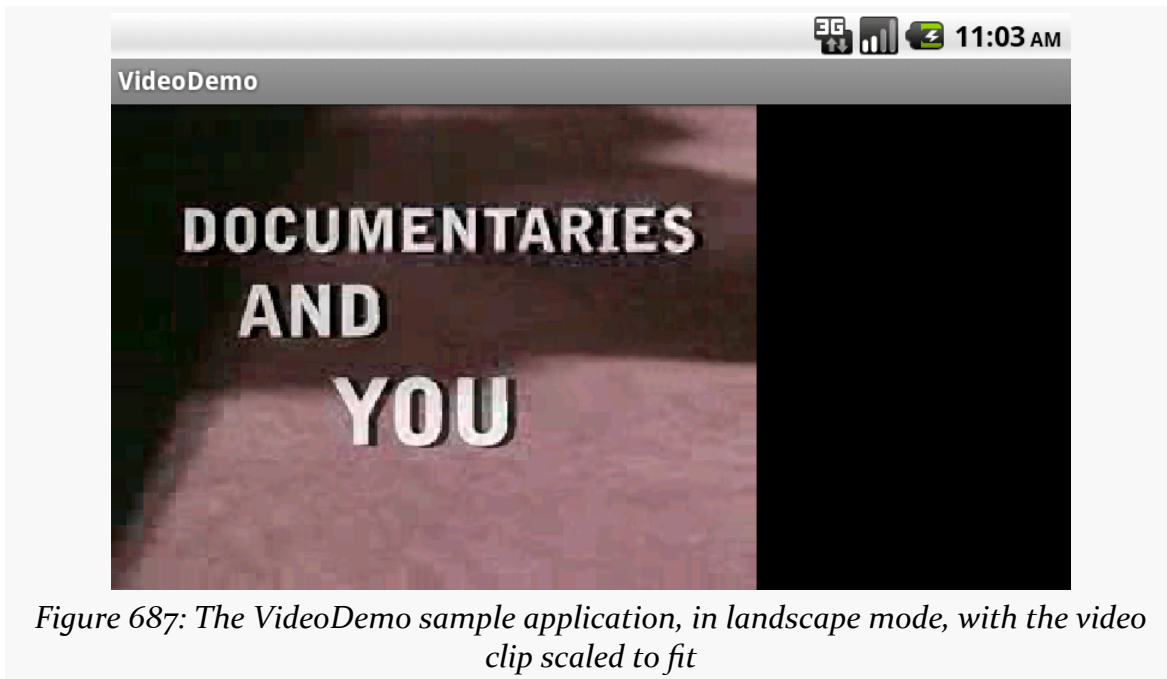 3G
11:03 AM
VideoDemo
DOCUMENTARIES
AND
YOU
Figure 687: The VideoDemo sample application, in landscape mode, with the video
clip scaled to fit